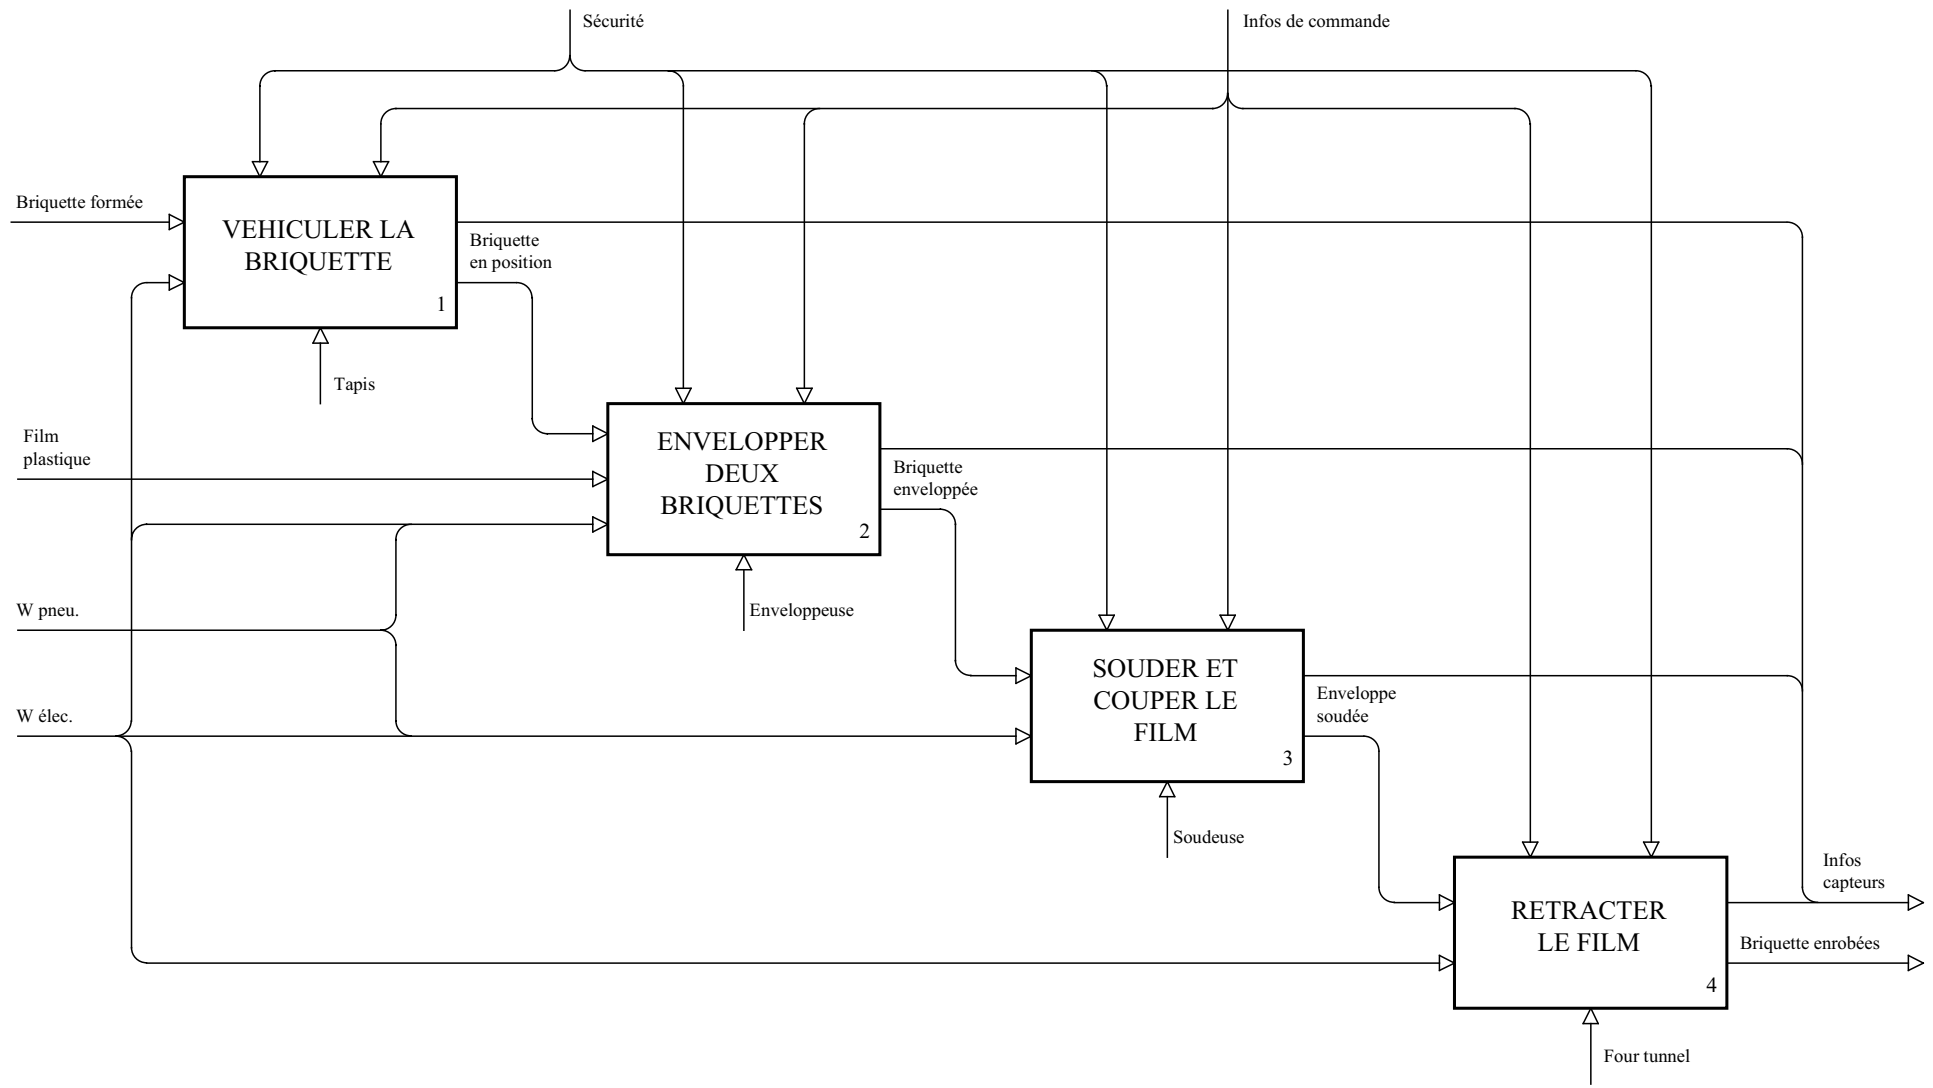 Sécurité
Infos de commande
Briquette formée
VEHICULER LA
BRIQUETTE
1
Briquette
en position
Tapis
Film
plastique
ENVELOPPER
DEUX
BRIQUETTES
2
Briquette
enveloppée
W pneu.
Enveloppeuse
W élec.
SOUDER ET
COUPER LE
FILM
3
Enveloppe
soudée
Soudeuse
Infos
capteurs
RETRACTER
LE FILM
4
Briquette enrobées
Four tunnel